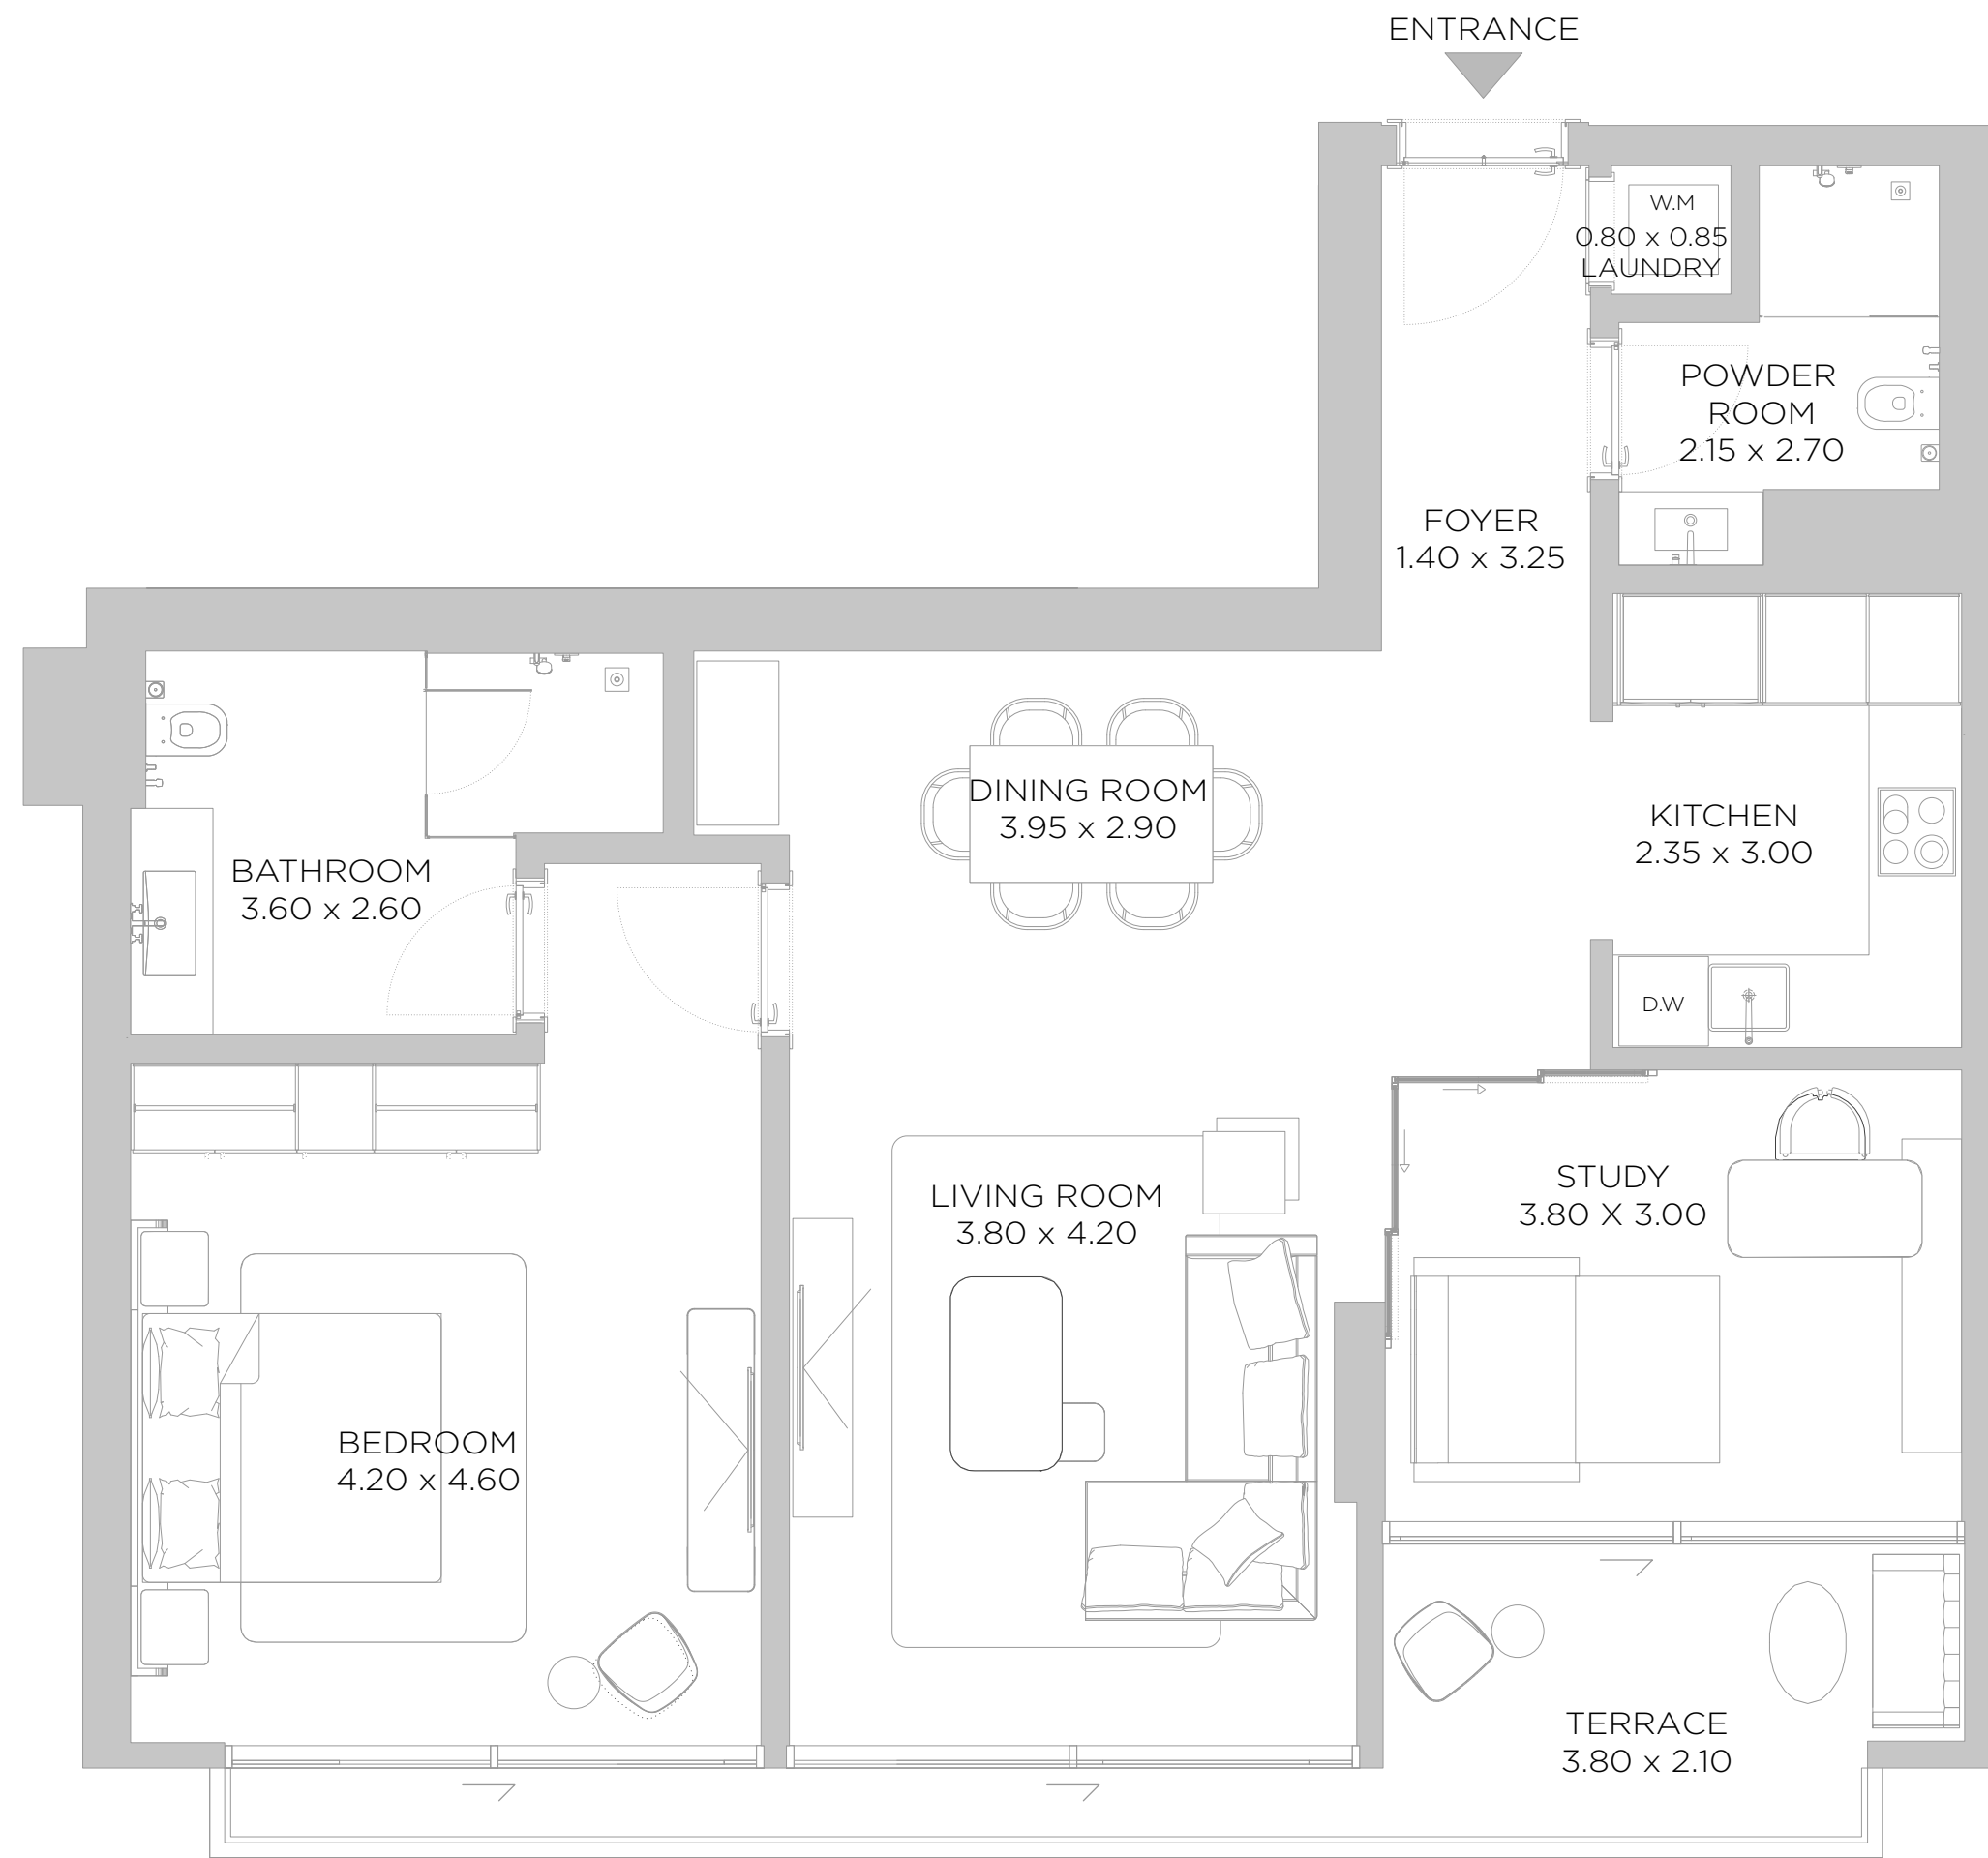 ENTRANCE
W.M
0.80 x 0.85
LAUNDRY
POWDER
ROOM
2.15 x 2.70
FOYER
1.40 x 3.25
DINING ROOM
3.95 x 2.90
KITCHEN
2.35 x 3.00
BATHROOM
3.60 x 2.60
D.W
STUDY
3.80 X 3.00
LIVING ROOM
3.80 x 4.20
BEDROOM
4.20 x 4.60
TERRACE
3.80 x 2.10